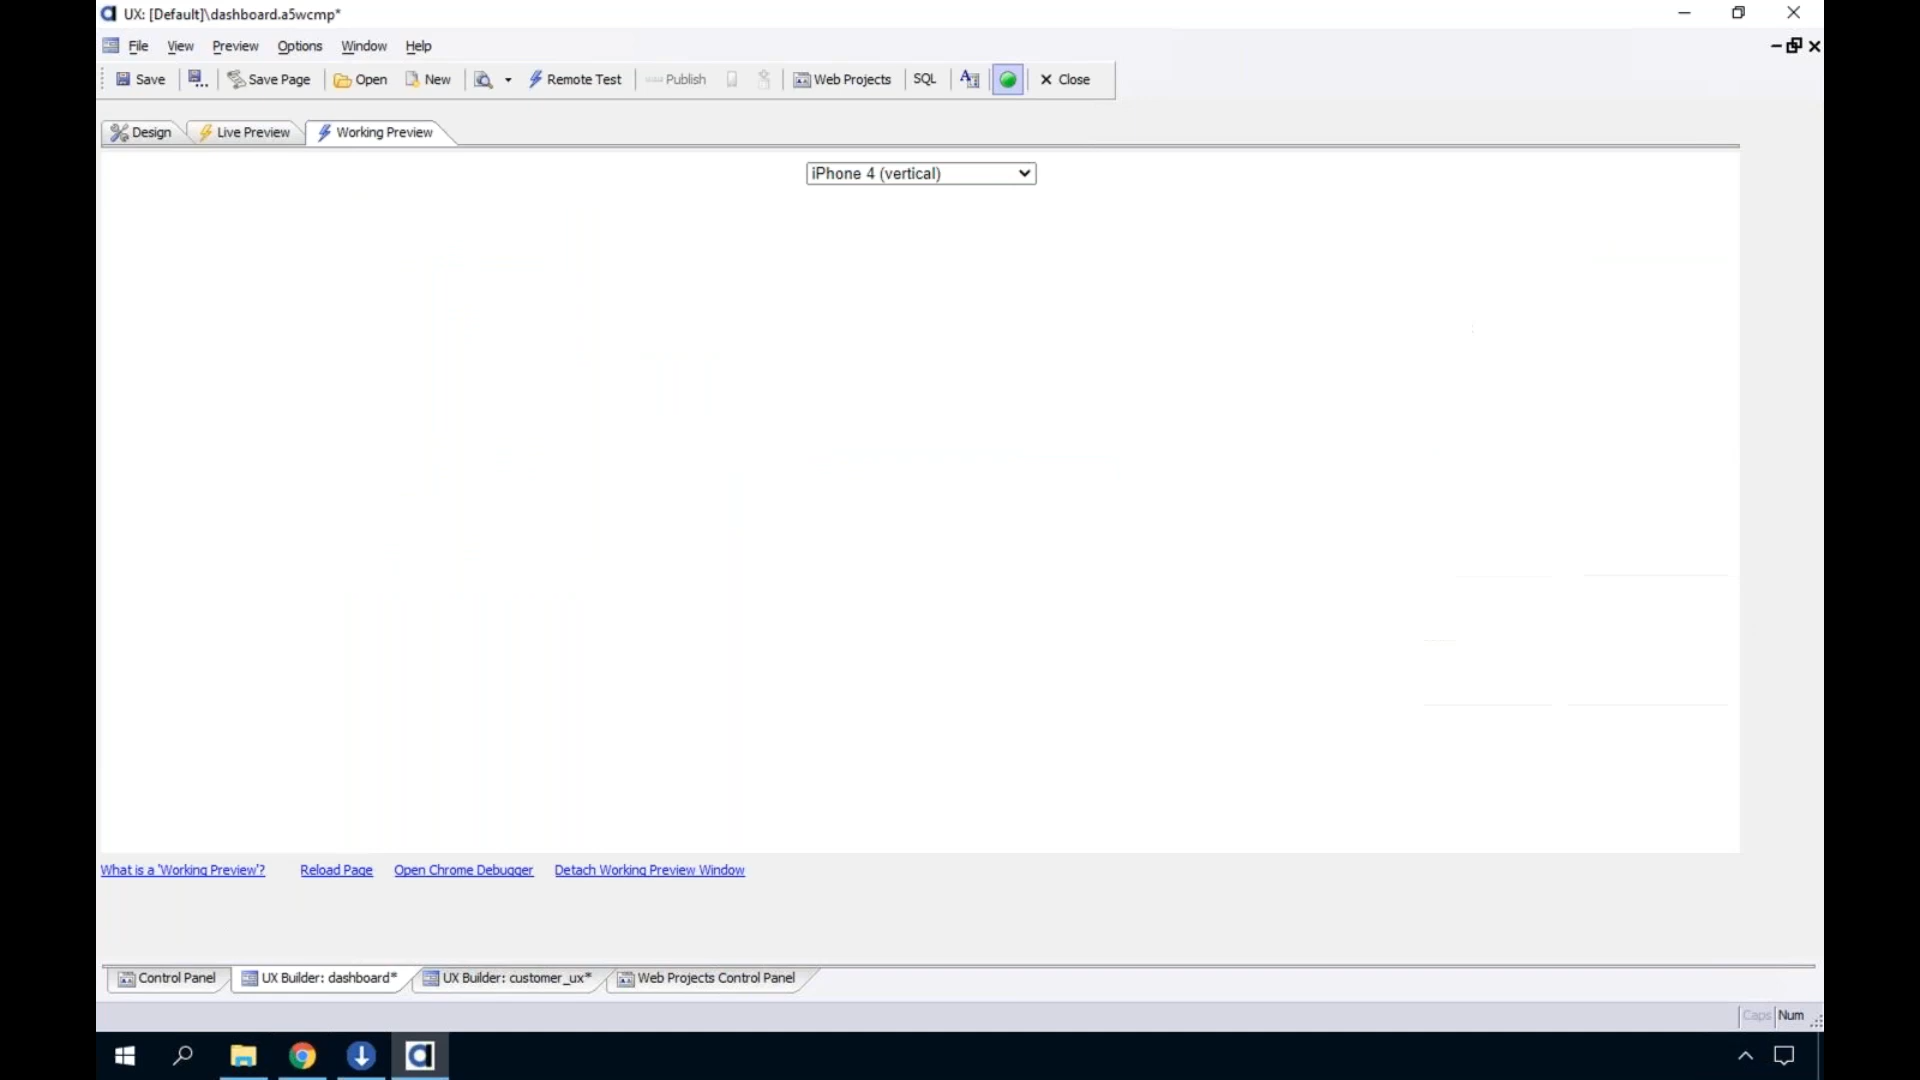 UX: [Default]\dashboard.a5wcmp*
File View Preview Options Window Help
Save Save Page Open New Remote Test Publish Web Projects SQL Close
Design Live Preview Working Preview
iPhone 4 (vertical)
What is a 'Working Preview'? Reload Page Open Chrome Debugger Detach Working Preview Window
Control Panel UX Builder: dashboard* UX Builder: customer_ux* Web Projects Control Panel
Caps Num